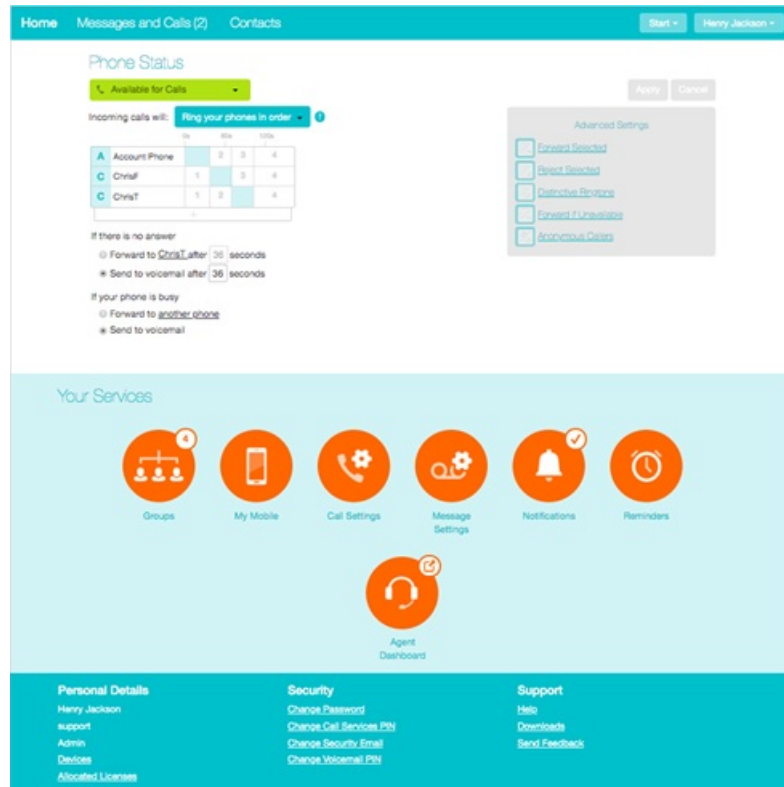 Home Messages and Calls (2) Contacts Start Henry Jackson
Phone Status
Available for Calls
Apply Cancel
Incoming calls will: Ring your phones in order ?
0s 60s 120s
A Account Phone 2 3 4
C ChrisF 1 3 4
C ChrisT 1 2 4
+
Advanced Settings
Forward Selected
Reject Selected
Distinctive Ringtone
Forward if Unavailable
Anonymous Callers
If there is no answer
Forward to ChrisT after 36 seconds
Send to voicemail after 36 seconds
If your phone is busy
Forward to another phone
Send to voicemail
Your Services
4
Groups
My Mobile
Call Settings
Message
Settings
Notifications
Reminders
Agent
Dashboard
Personal Details
Henry Jackson
support
Admin
Devices
Allocated Licenses
Security
Change Password
Change Call Services PIN
Change Security Email
Change Voicemail PIN
Support
Help
Downloads
Send Feedback